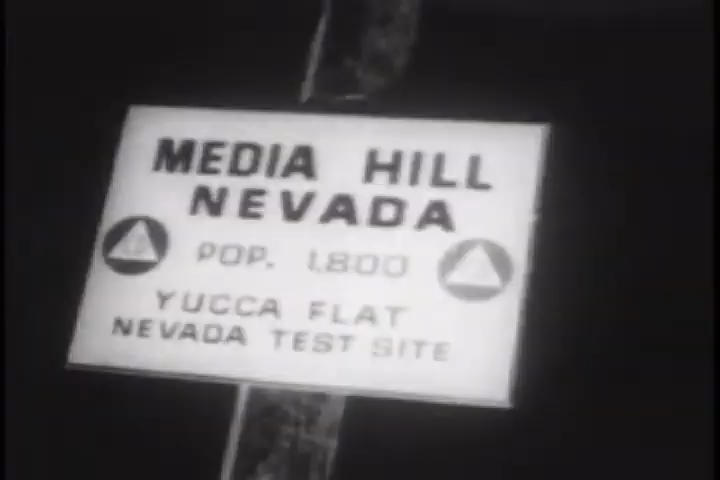 MEDIA HILL
NEVADA
POP. 1,800
YUCCA FLAT
NEVADA TEST SITE